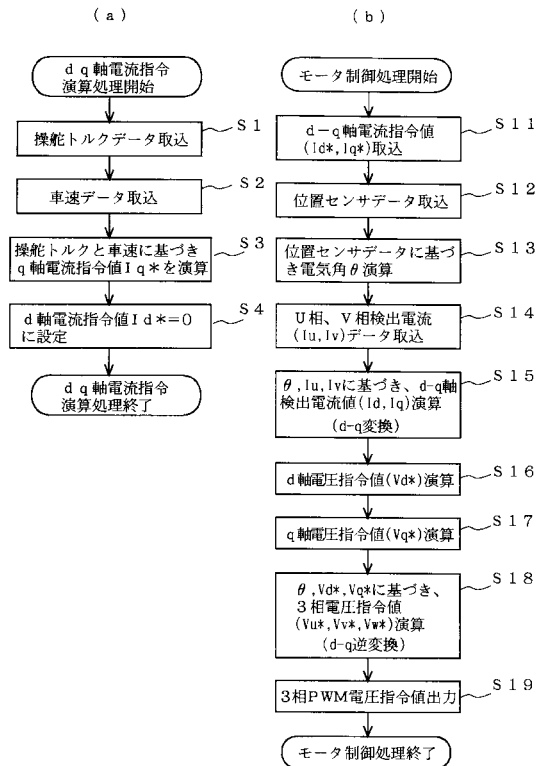 (a)
dq軸電流指令
演算処理開始
操舵トルクデータ取込
S1
車速データ取込
S2
操舵トルクと車速に基づき
q軸電流指令値Iq*を演算
S3
d軸電流指令値Id*=0
に設定
S4
dq軸電流指令
演算処理終了
(b)
モータ制御処理開始
d-q軸電流指令値
(Id*,Iq*)取込
S11
位置センサデータ取込
S12
位置センサデータに基づ
き電気角θ演算
S13
U相、V相検出電流
(Iu,Iv)データ取込
S14
θ,Iu,Ivに基づき、d-q軸
検出電流値(Id,Iq)演算
(d-q変換)
S15
d軸電圧指令値(Vd*)演算
S16
q軸電圧指令値(Vq*)演算
S17
θ,Vd*,Vq*に基づき、
3相電圧指令値
(Vu*,Vv*,Vw*)演算
(d-q逆変換)
S18
3相PWM電圧指令値出力
S19
モータ制御処理終了